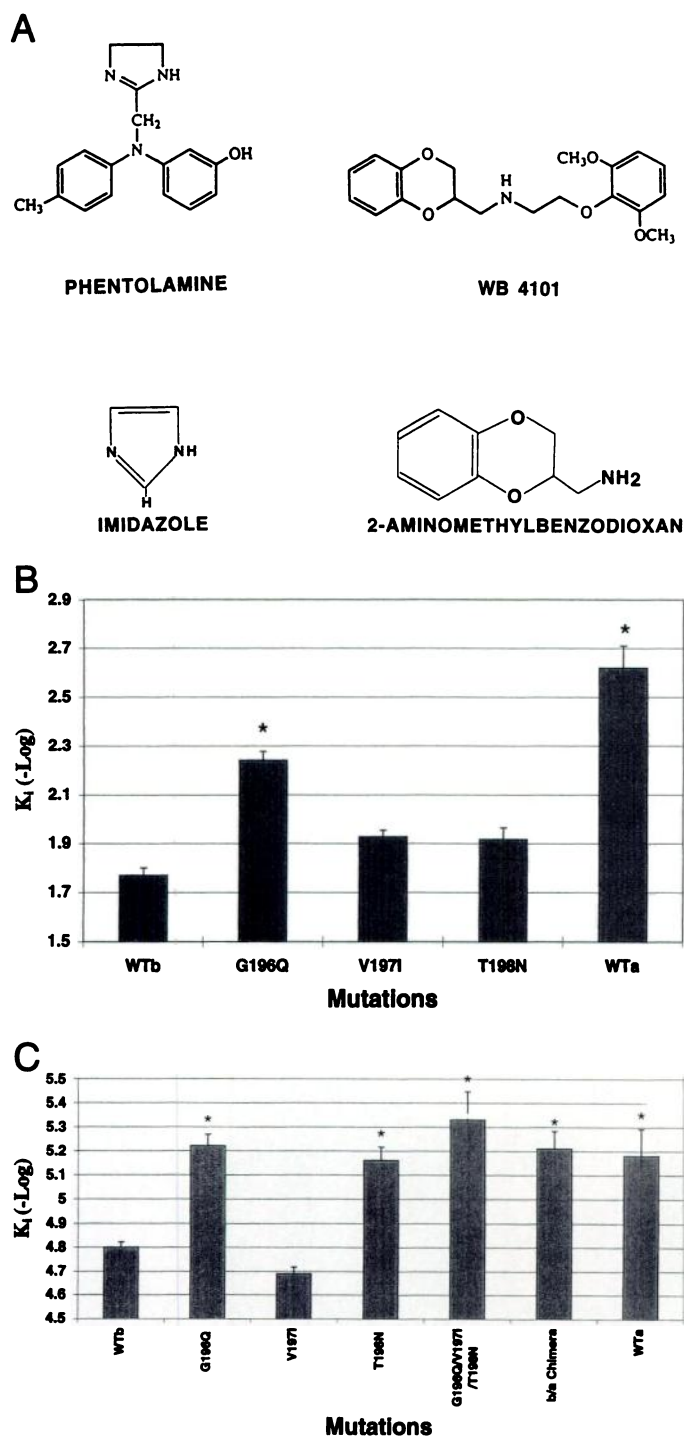 A
N
NH
CH₂
N
OH
CH₃
PHENTOLAMINE
O
O
H
N
O
CH₃O
OCH₃
WB 4101
N
NH
H
IMIDAZOLE
O
O
NH2
2-AMINOMETHYLBENZODIOXAN
B
2.9
2.7
2.5
2.3
2.1
1.9
1.7
1.5
Kᵢ (-Log)
*
*
WTb
G196Q
V197I
T198N
WTa
Mutations
C
5.5
5.4
5.3
5.2
5.1
5
4.9
4.8
4.7
4.6
4.5
Kᵢ (-Log)
*
*
*
*
*
WTb
G196Q
V197I
T198N
G196Q/V197I
/T198N
b/a Chimera
WTa
Mutations